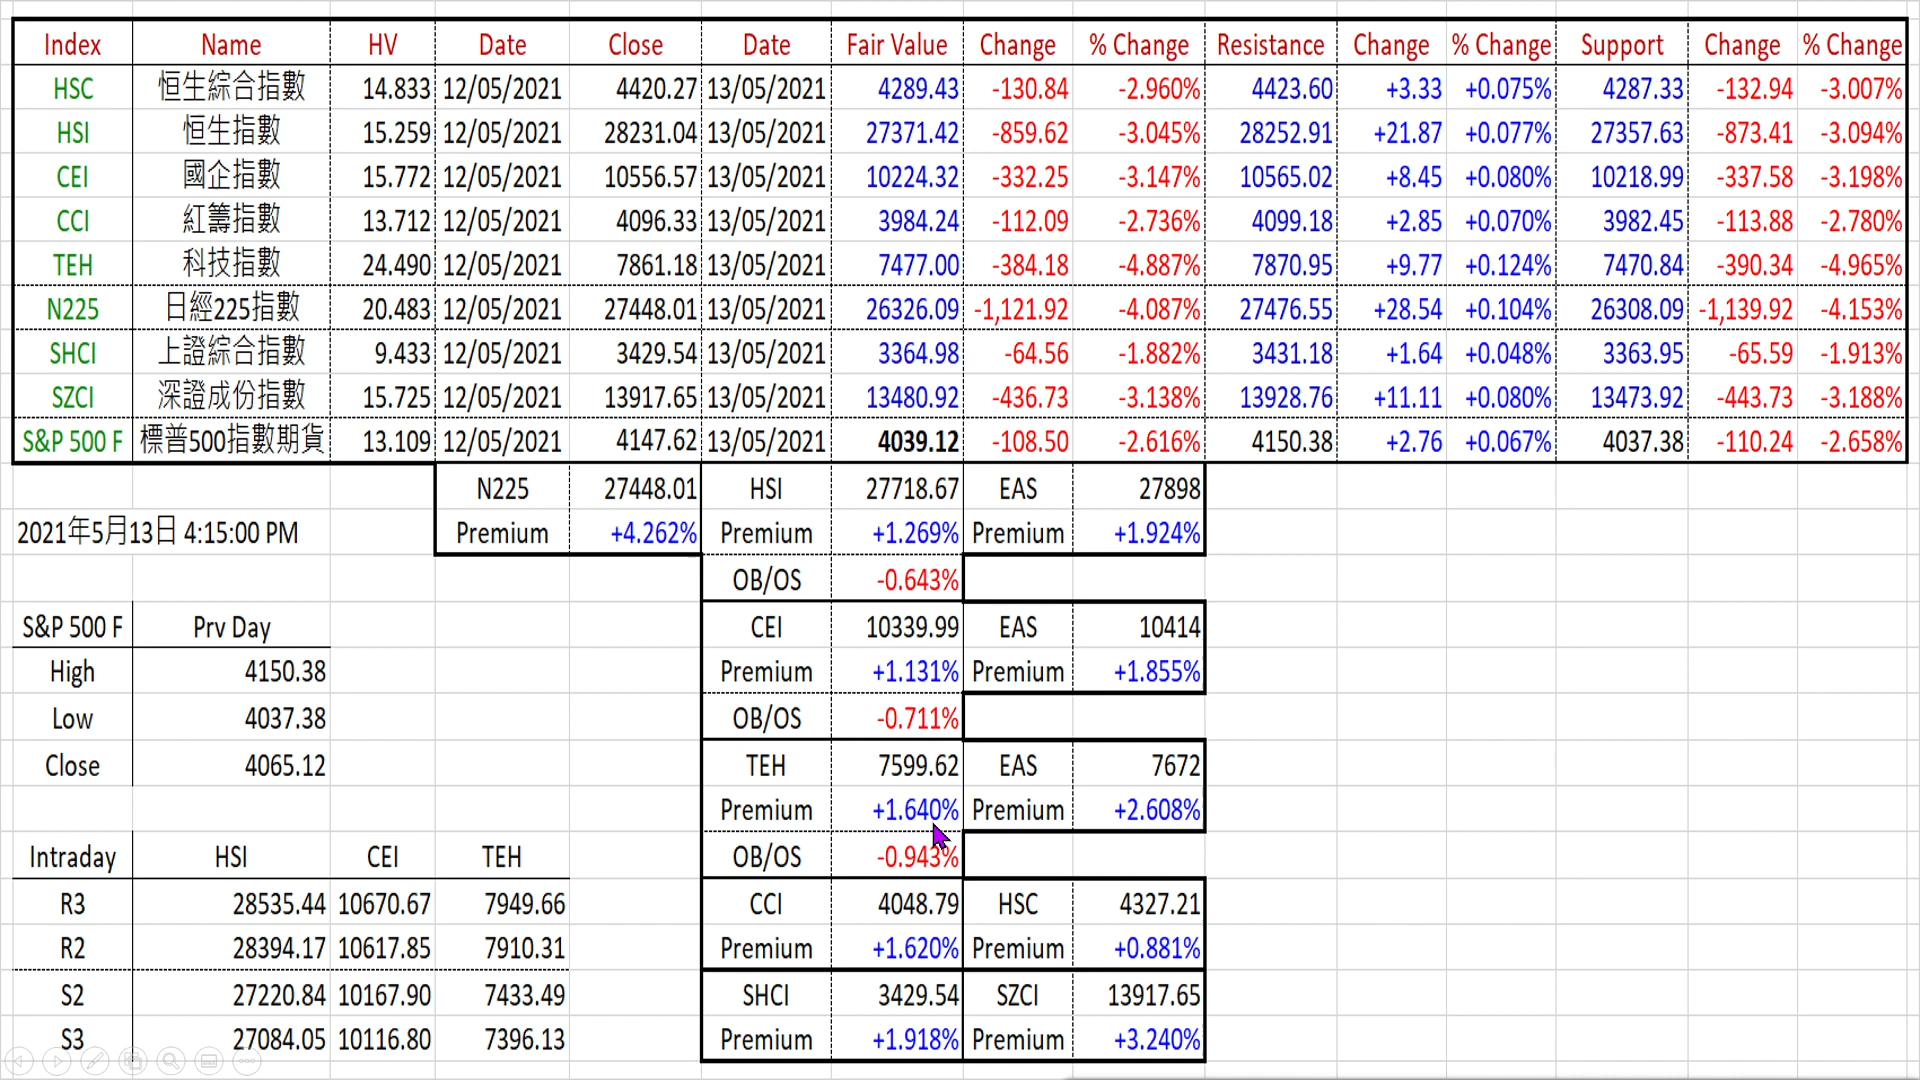 Index Name HV Date Close Date Fair Value Change % Change Resistance Change % Change Support Change % Change
HSC 恒生綜合指數 14.833 12/05/2021 4420.27 13/05/2021 4289.43 -130.84 -2.960% 4423.60 +3.33 +0.075% 4287.33 -132.94 -3.007%
HSI 恒生指數 15.259 12/05/2021 28231.04 13/05/2021 27371.42 -859.62 -3.045% 28252.91 +21.87 +0.077% 27357.63 -873.41 -3.094%
CEI 國企指數 15.772 12/05/2021 10556.57 13/05/2021 10224.32 -332.25 -3.147% 10565.02 +8.45 +0.080% 10218.99 -337.58 -3.198%
CCI 紅籌指數 13.712 12/05/2021 4096.33 13/05/2021 3984.24 -112.09 -2.736% 4099.18 +2.85 +0.070% 3982.45 -113.88 -2.780%
TEH 科技指數 24.490 12/05/2021 7861.18 13/05/2021 7477.00 -384.18 -4.887% 7870.95 +9.77 +0.124% 7470.84 -390.34 -4.965%
N225 日經225指數 20.483 12/05/2021 27448.01 13/05/2021 26326.09 -1,121.92 -4.087% 27476.55 +28.54 +0.104% 26308.09 -1,139.92 -4.153%
SHCI 上證綜合指數 9.433 12/05/2021 3429.54 13/05/2021 3364.98 -64.56 -1.882% 3431.18 +1.64 +0.048% 3363.95 -65.59 -1.913%
SZCI 深證成份指數 15.725 12/05/2021 13917.65 13/05/2021 13480.92 -436.73 -3.138% 13928.76 +11.11 +0.080% 13473.92 -443.73 -3.188%
S&P 500 F 標普500指數期貨 13.109 12/05/2021 4147.62 13/05/2021 4039.12 -108.50 -2.616% 4150.38 +2.76 +0.067% 4037.38 -110.24 -2.658%
N225 27448.01 HSI 27718.67 EAS 27898
2021年5月13日 4:15:00 PM Premium +4.262% Premium +1.269% Premium +1.924%
OB/OS -0.643%
S&P 500 F Prv Day CEI 10339.99 EAS 10414
High 4150.38 Premium +1.131% Premium +1.855%
Low 4037.38 OB/OS -0.711%
Close 4065.12 TEH 7599.62 EAS 7672
Premium +1.640% Premium +2.608%
Intraday HSI CEI TEH OB/OS -0.943%
R3 28535.44 10670.67 7949.66 CCI 4048.79 HSC 4327.21
R2 28394.17 10617.85 7910.31 Premium +1.620% Premium +0.881%
S2 27220.84 10167.90 7433.49 SHCI 3429.54 SZCI 13917.65
S3 27084.05 10116.80 7396.13 Premium +1.918% Premium +3.240%